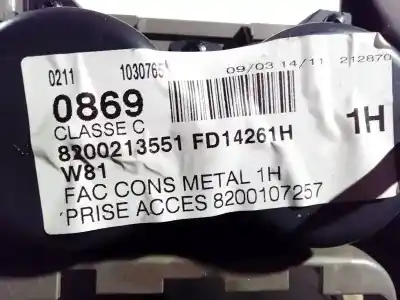 0211 1030765 09/03 14/11 212870
0869
CLASSE C
8200213551 FD14261H
1H
W81
FAC CONS METAL 1H
PRISE ACCES 8200107257